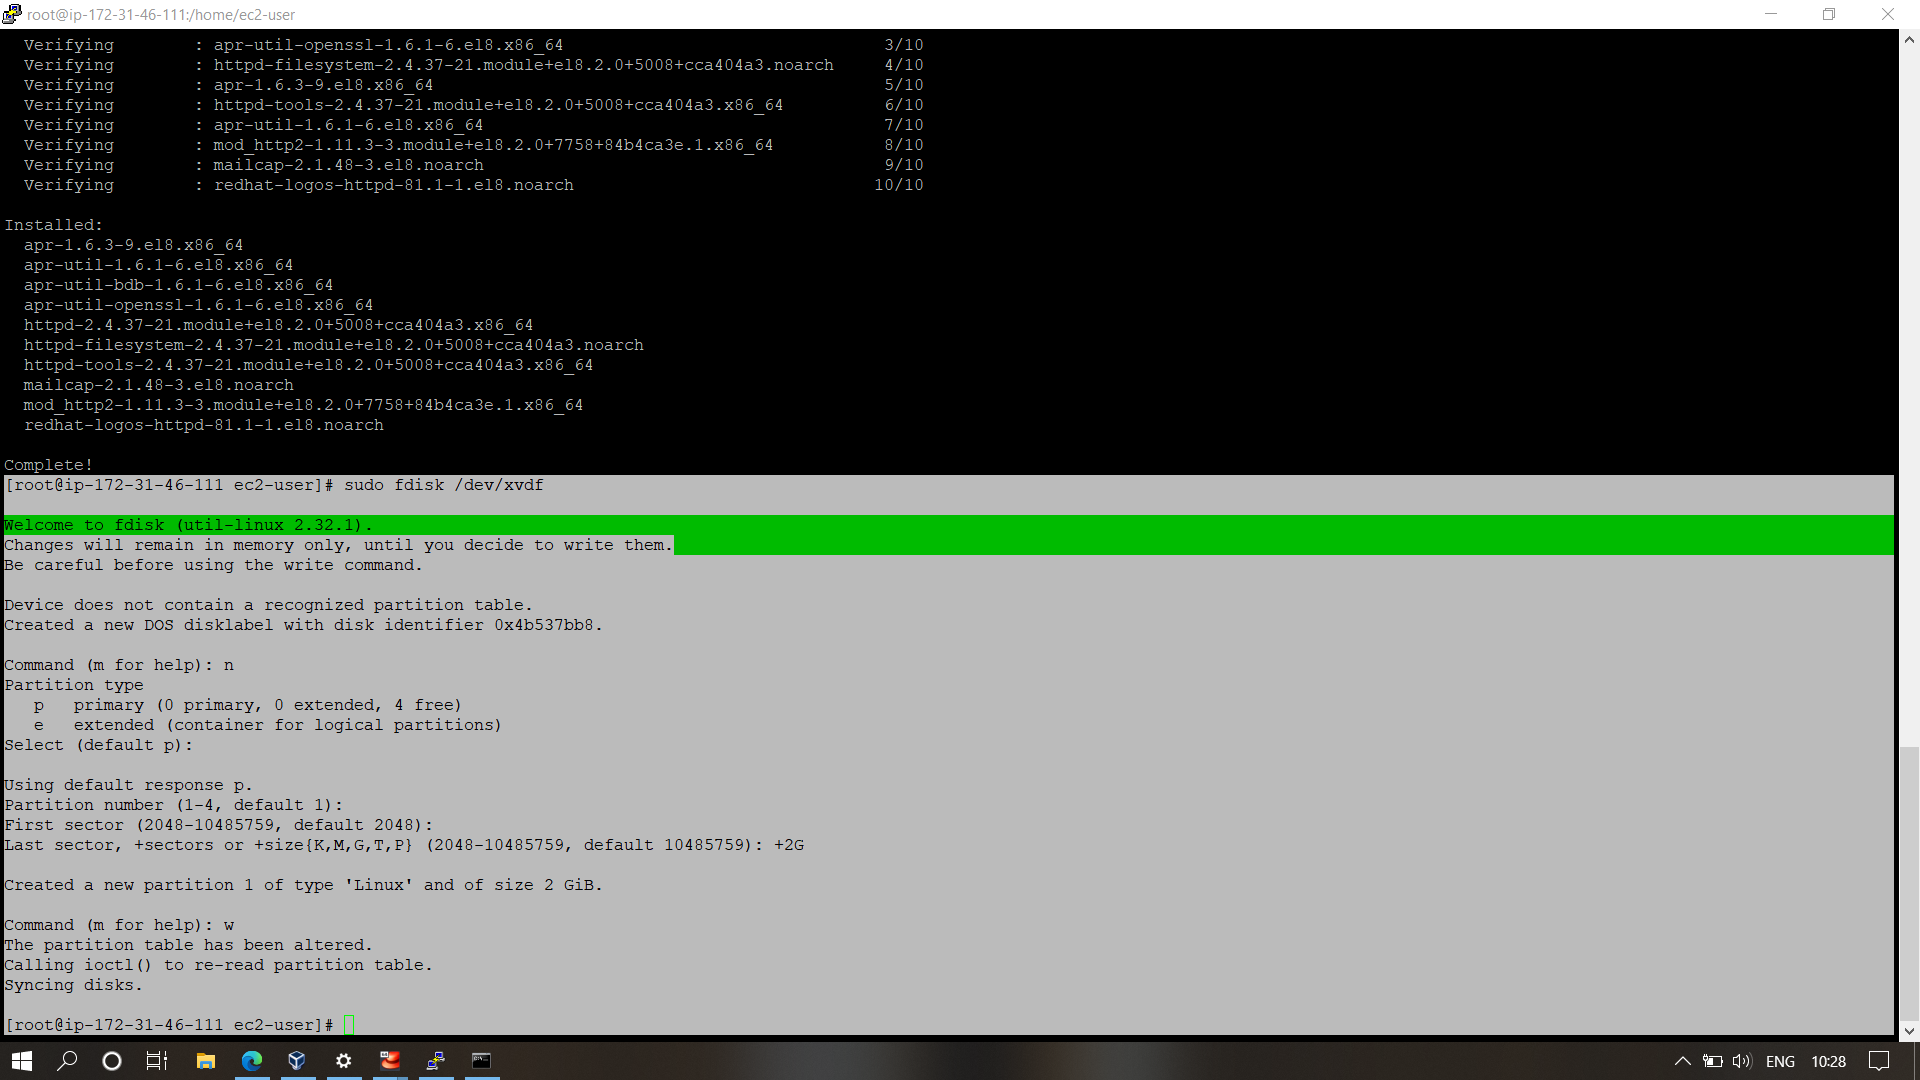 root@ip-172-31-46-111:/home/ec2-user
Verifying : apr-util-openssl-1.6.1-6.el8.x86_64 3/10
Verifying : httpd-filesystem-2.4.37-21.module+el8.2.0+5008+cca404a3.noarch 4/10
Verifying : apr-1.6.3-9.el8.x86_64 5/10
Verifying : httpd-tools-2.4.37-21.module+el8.2.0+5008+cca404a3.x86_64 6/10
Verifying : apr-util-1.6.1-6.el8.x86_64 7/10
Verifying : mod_http2-1.11.3-3.module+el8.2.0+7758+84b4ca3e.1.x86_64 8/10
Verifying : mailcap-2.1.48-3.el8.noarch 9/10
Verifying : redhat-logos-httpd-81.1-1.el8.noarch 10/10
Installed:
apr-1.6.3-9.el8.x86_64
apr-util-1.6.1-6.el8.x86_64
apr-util-bdb-1.6.1-6.el8.x86_64
apr-util-openssl-1.6.1-6.el8.x86_64
httpd-2.4.37-21.module+el8.2.0+5008+cca404a3.x86_64
httpd-filesystem-2.4.37-21.module+el8.2.0+5008+cca404a3.noarch
httpd-tools-2.4.37-21.module+el8.2.0+5008+cca404a3.x86_64
mailcap-2.1.48-3.el8.noarch
mod_http2-1.11.3-3.module+el8.2.0+7758+84b4ca3e.1.x86_64
redhat-logos-httpd-81.1-1.el8.noarch
Complete!
[root@ip-172-31-46-111 ec2-user]# sudo fdisk /dev/xvdf
Welcome to fdisk (util-linux 2.32.1).
Changes will remain in memory only, until you decide to write them.
Be careful before using the write command.
Device does not contain a recognized partition table.
Created a new DOS disklabel with disk identifier 0x4b537bb8.
Command (m for help): n
Partition type
p primary (0 primary, 0 extended, 4 free)
e extended (container for logical partitions)
Select (default p):
Using default response p.
Partition number (1-4, default 1):
First sector (2048-10485759, default 2048):
Last sector, +sectors or +size{K,M,G,T,P} (2048-10485759, default 10485759): +2G
Created a new partition 1 of type 'Linux' and of size 2 GiB.
Command (m for help): w
The partition table has been altered.
Calling ioctl() to re-read partition table.
Syncing disks.
[root@ip-172-31-46-111 ec2-user]#
ENG 10:28